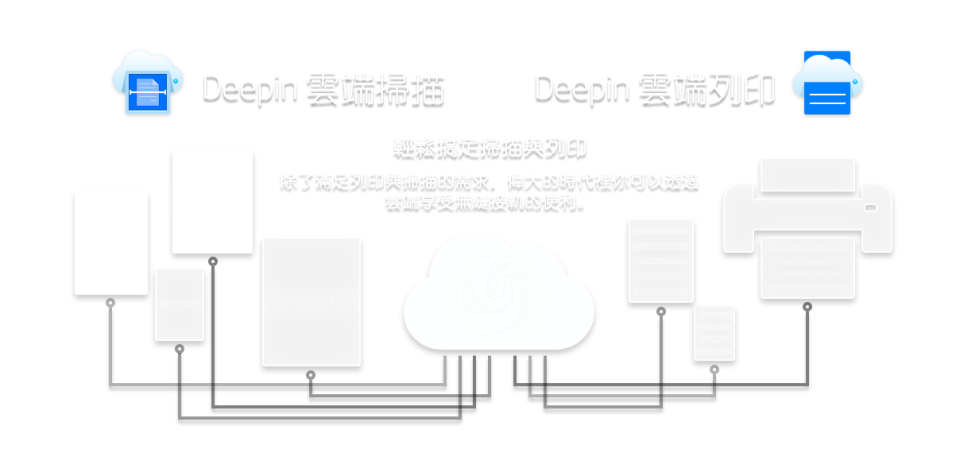 Deepin 雲端掃描
Deepin 雲端列印
輕鬆搞定掃描與列印
除了滿足列印與掃描的需求，偉大的時代裡你可以透過
雲端享受無縫接軌的便利。